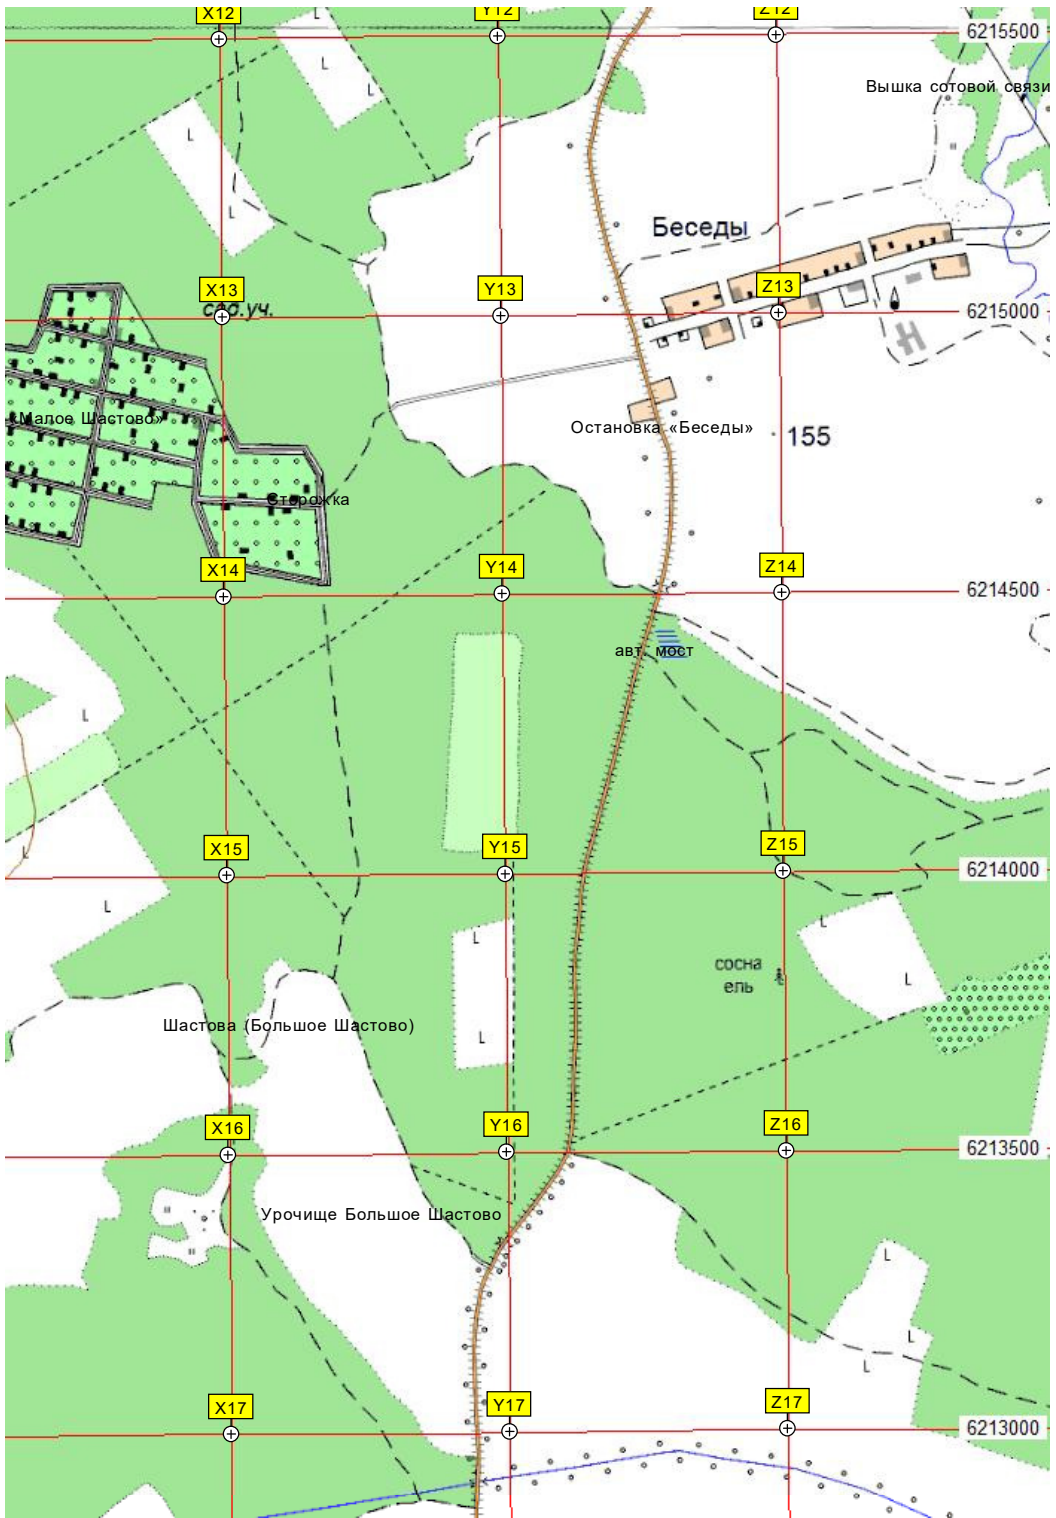 X12
Y12
Z12
6215500
L
L
L
L
L
Вышка сотовой связи
Беседы
X13
Y13
Z13
сад.уч.
6215000
«Малое Шастово»
Остановка «Беседы»
155
Сторожка
X14
Y14
Z14
6214500
авт. мост
L
X15
Y15
Z15
L
6214000
L
L
L
сосна
ель
L
Шастова (Большое Шастово)
L
X16
Y16
Z16
6213500
Урочище Большое Шастово
L
L
L
X17
Y17
Z17
6213000